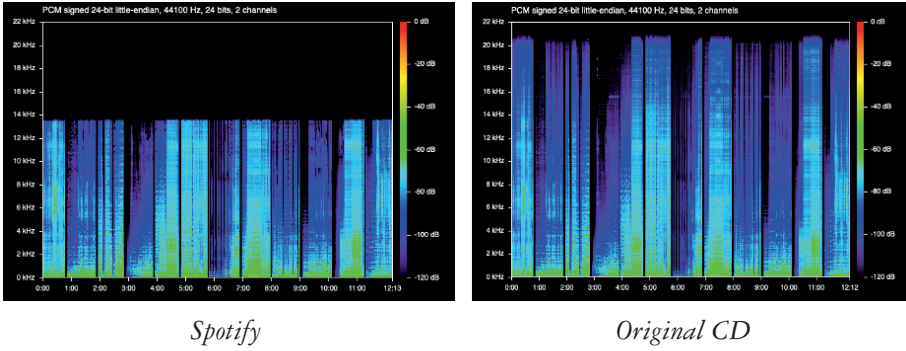 PCM signed 24-bit little-endian, 44100 Hz, 24 bits, 2 channels
22 kHz
20 kHz
18 kHz
16 kHz
14 kHz
12 kHz
10 kHz
8 kHz
6 kHz
4 kHz
2 kHz
0 kHz
0:00 1:00 2:00 3:00 4:00 5:00 6:00 7:00 8:00 9:00 10:00 12:13
0 dB
-20 dB
-40 dB
-60 dB
-80 dB
-100 dB
-120 dB
Spotify
PCM signed 24-bit little-endian, 44100 Hz, 24 bits, 2 channels
22 kHz
20 kHz
18 kHz
16 kHz
14 kHz
12 kHz
10 kHz
8 kHz
6 kHz
4 kHz
2 kHz
0 kHz
0:00 1:00 2:00 3:00 4:00 5:00 6:00 7:00 8:00 9:00 10:00 11:00 12:12
0 dB
-20 dB
-40 dB
-60 dB
-80 dB
-100 dB
-120 dB
Original CD